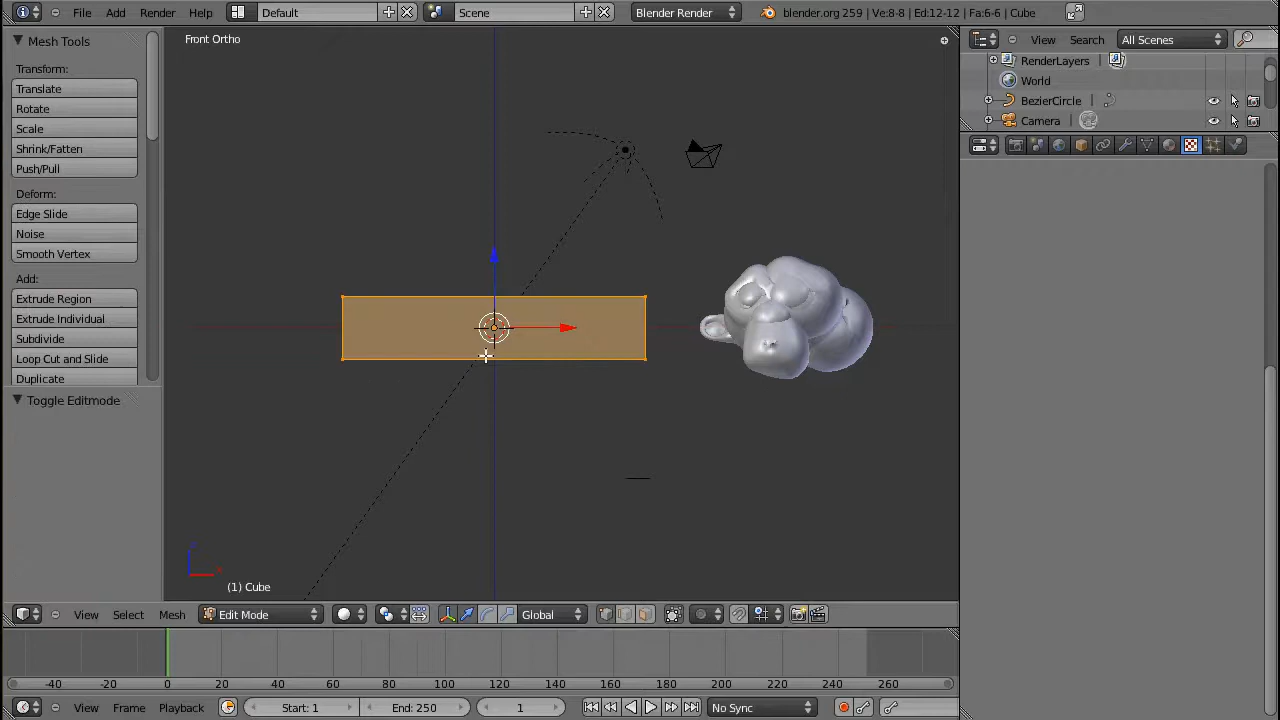 File Add Render Help Default Scene Blender Render blender.org 259 | Ve:8-8 | Ed:12-12 | Fa:6-6 | Cube
Mesh Tools
Front Ortho
View Search All Scenes
RenderLayers
World
BezierCircle
Camera
Transform:
Translate
Rotate
Scale
Shrink/Fatten
Push/Pull
Deform:
Edge Slide
Noise
Smooth Vertex
Add:
Extrude Region
Extrude Individual
Subdivide
Loop Cut and Slide
Duplicate
Toggle Editmode
(1) Cube
View Select Mesh Edit Mode Global
-40 -20 0 20 40 60 80 100 120 140 160 180 200 220 240 260
View Frame Playback Start: 1 End: 250 1 No Sync